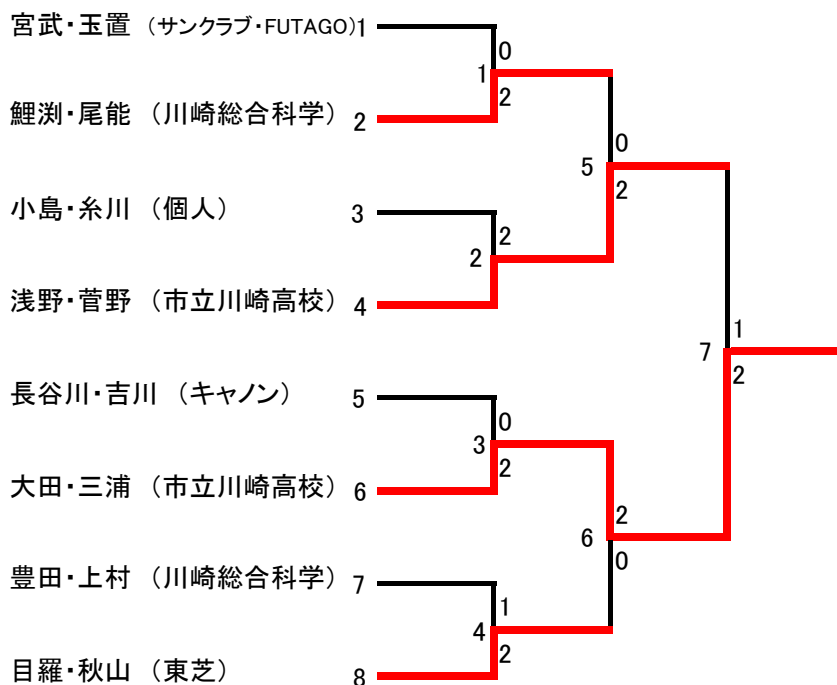 宮武・玉置 (サンクラブ・FUTAGO) 1
0
1
2
鯉渕・尾能 (川崎総合科学) 2
0
5
2
小島・糸川 (個人) 3
2
2
浅野・菅野 (市立川崎高校) 4
1
7
2
長谷川・吉川 (キャノン) 5
0
3
2
大田・三浦 (市立川崎高校) 6
2
6
0
豊田・上村 (川崎総合科学) 7
1
4
2
目羅・秋山 (東芝) 8